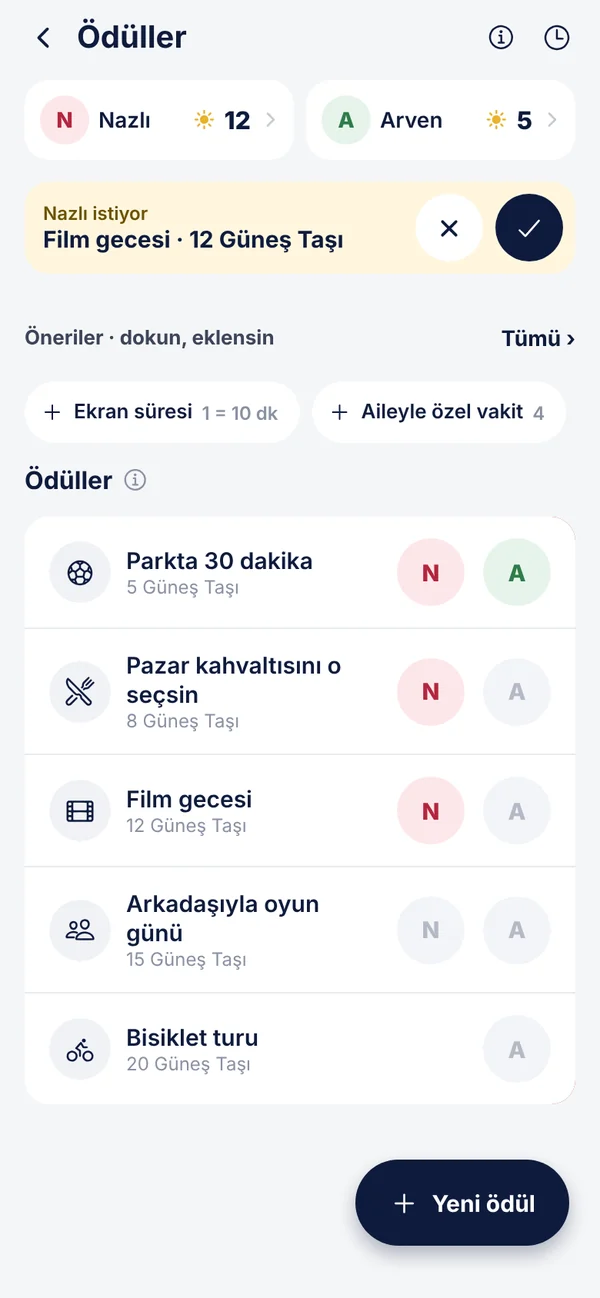 Ödüller
N Nazlı 12
A Arven 5
Nazlı istiyor
Film gecesi · 12 Güneş Taşı
Öneriler · dokun, eklensin
Tümü ›
+ Ekran süresi 1 = 10 dk
+ Aileyle özel vakit 4
Ödüller
Parkta 30 dakika
5 Güneş Taşı
N A
Pazar kahvaltısını o
seçsin
8 Güneş Taşı
N A
Film gecesi
12 Güneş Taşı
N A
Arkadaşıyla oyun
günü
15 Güneş Taşı
N A
Bisiklet turu
20 Güneş Taşı
A
+ Yeni ödül